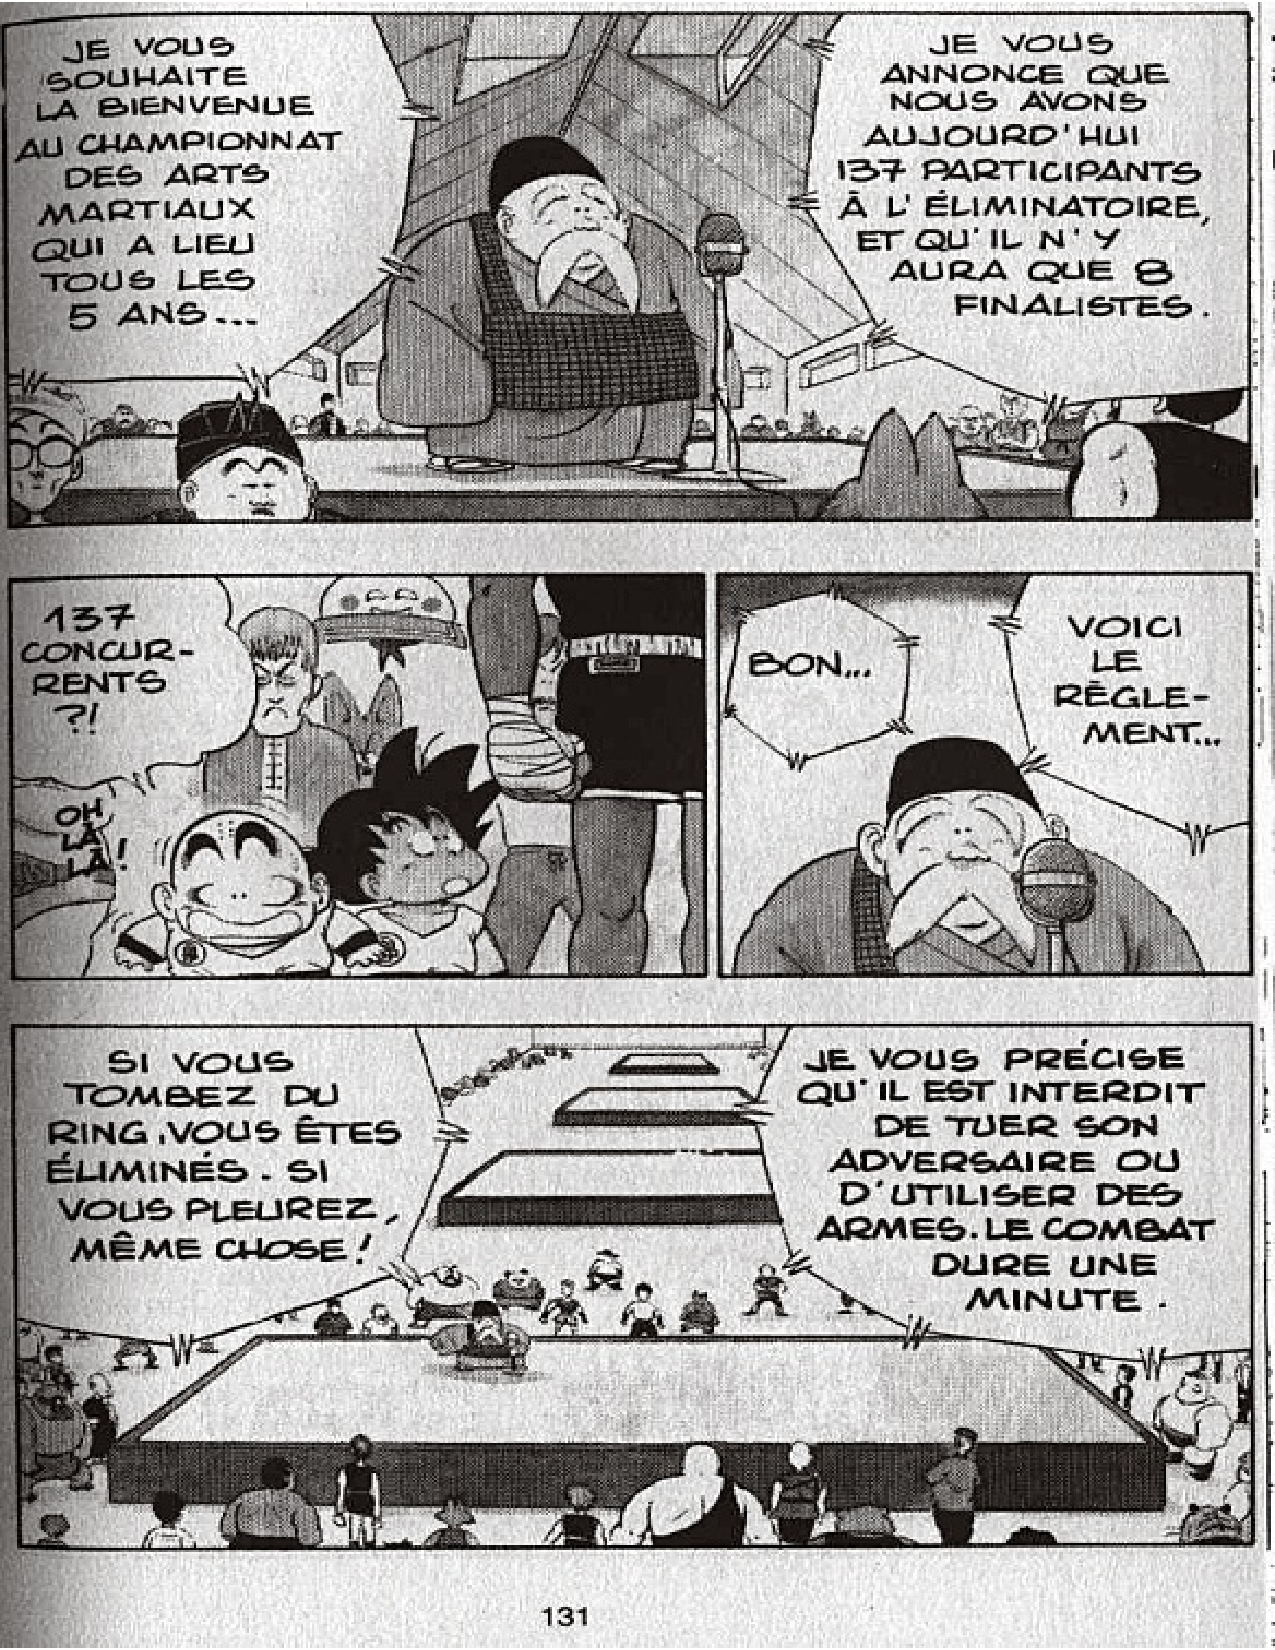 JE VOUS
SOUHAITE
LA BIENVENUE
AU CHAMPIONNAT
DES ARTS
MARTIAUX
QUI A LIEU
TOUS LES
5 ANS...
JE VOUS
ANNONCE QUE
NOUS AVONS
AUJOURD'HUI
137 PARTICIPANTS
À L'ÉLIMINATOIRE,
ET QU'IL N'Y
AURA QUE 8
FINALISTES.
137
CONCUR-
RENTS
?!
OH
LÀ
LÀ!
BON...
VOICI
LE
RÈGLE-
MENT...
SI VOUS
TOMBEZ DU
RING, VOUS ÊTES
ÉLIMINÉS. SI
VOUS PLEUREZ,
MÊME CHOSE!
JE VOUS PRÉCISE
QU'IL EST INTERDIT
DE TUER SON
ADVERSAIRE OU
D'UTILISER DES
ARMES. LE COMBAT
DURE UNE
MINUTE.
131